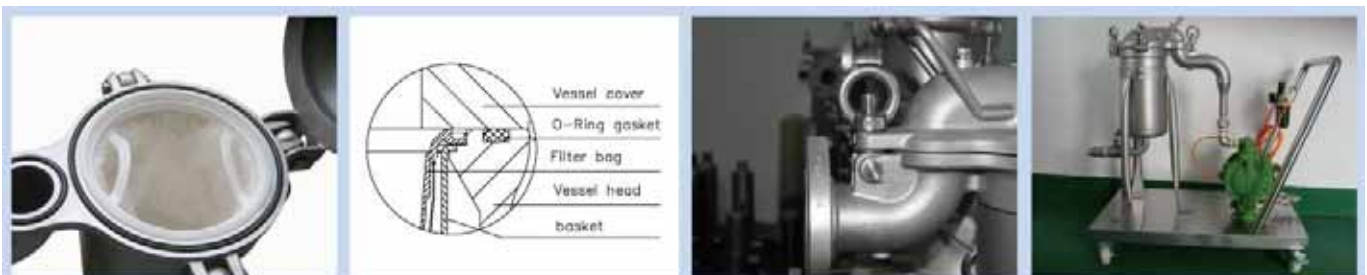 Vessel cover
O-Ring gasket
Filter bag
Vessel head
basket